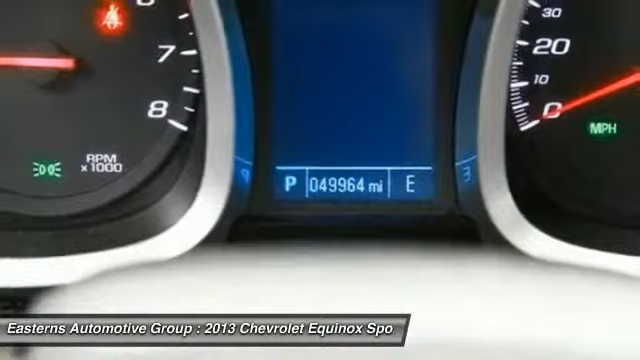 30
7
20
10
8
0
MPH
RPM
x1000
P 049964 mi E
Easterns Automotive Group : 2013 Chevrolet Equinox Spo